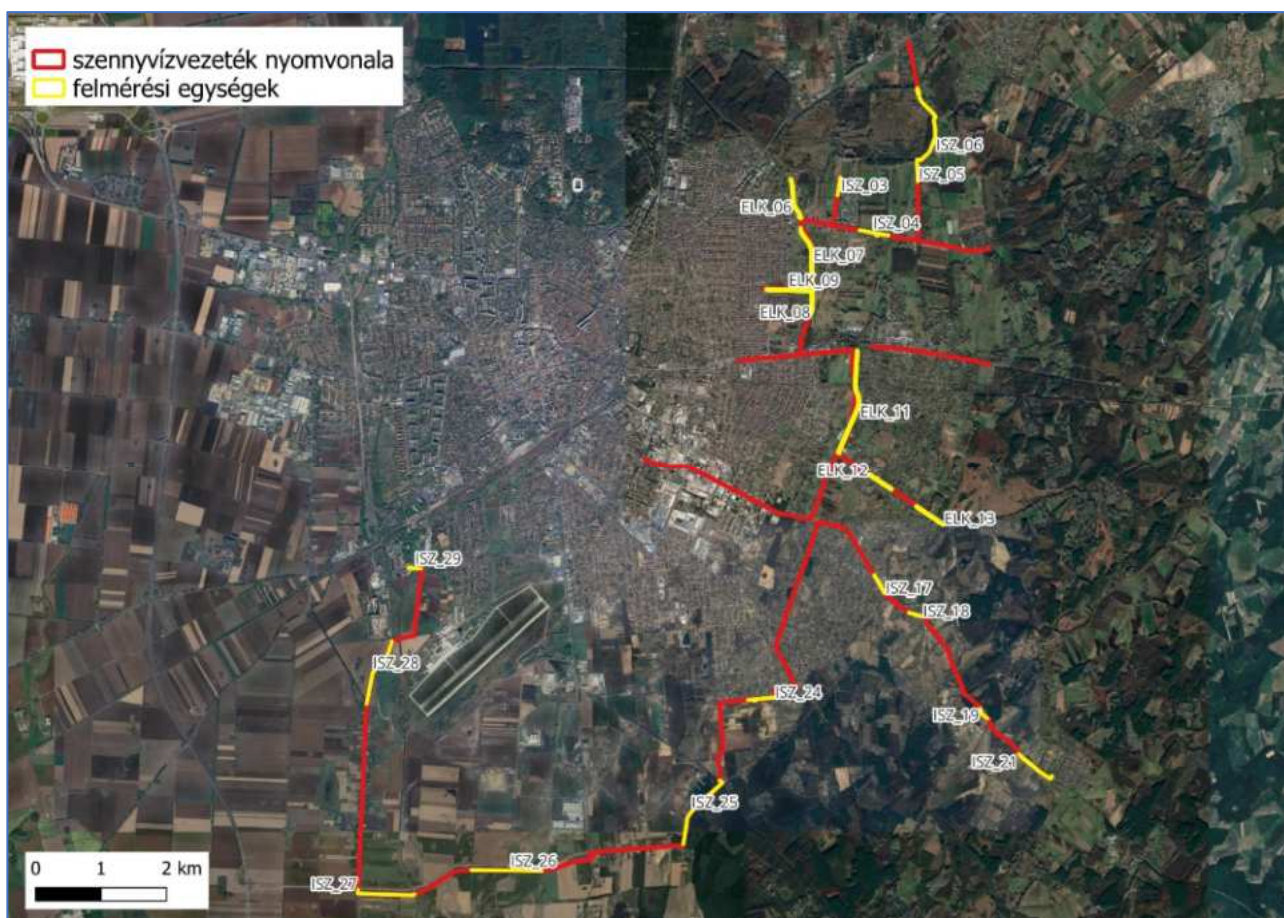 szennyvízvezeték nyomvonala
felmérési egységek
ISZ_06
ISZ_05
ISZ_03
ELK_06
ISZ_04
ELK_07
ELK_09
ELK_08
ELK_11
ELK_12
ELK_13
ISZ_29
ISZ_17
ISZ_18
ISZ_28
ISZ_24
ISZ_19
ISZ_21
ISZ_25
ISZ_26
ISZ_27
0 1 2 km